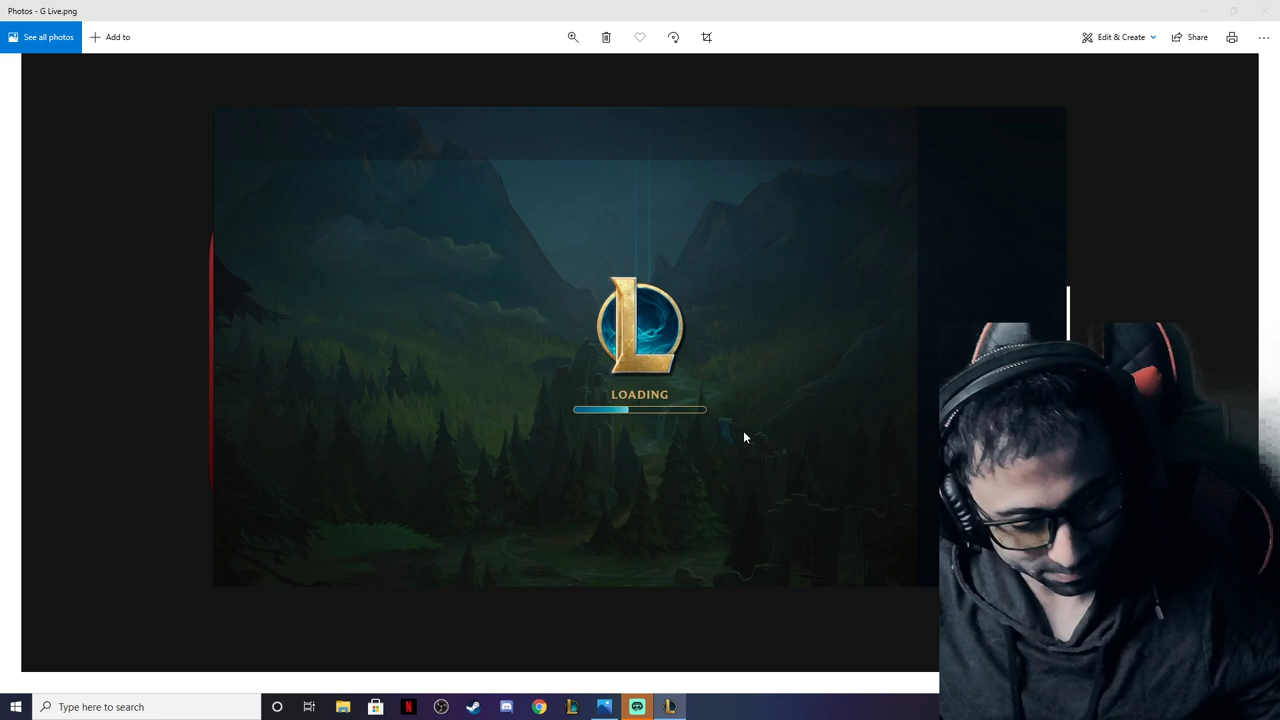 Photos - G Live.png
See all photos
Add to
Edit & Create
Share
LOADING
Type here to search